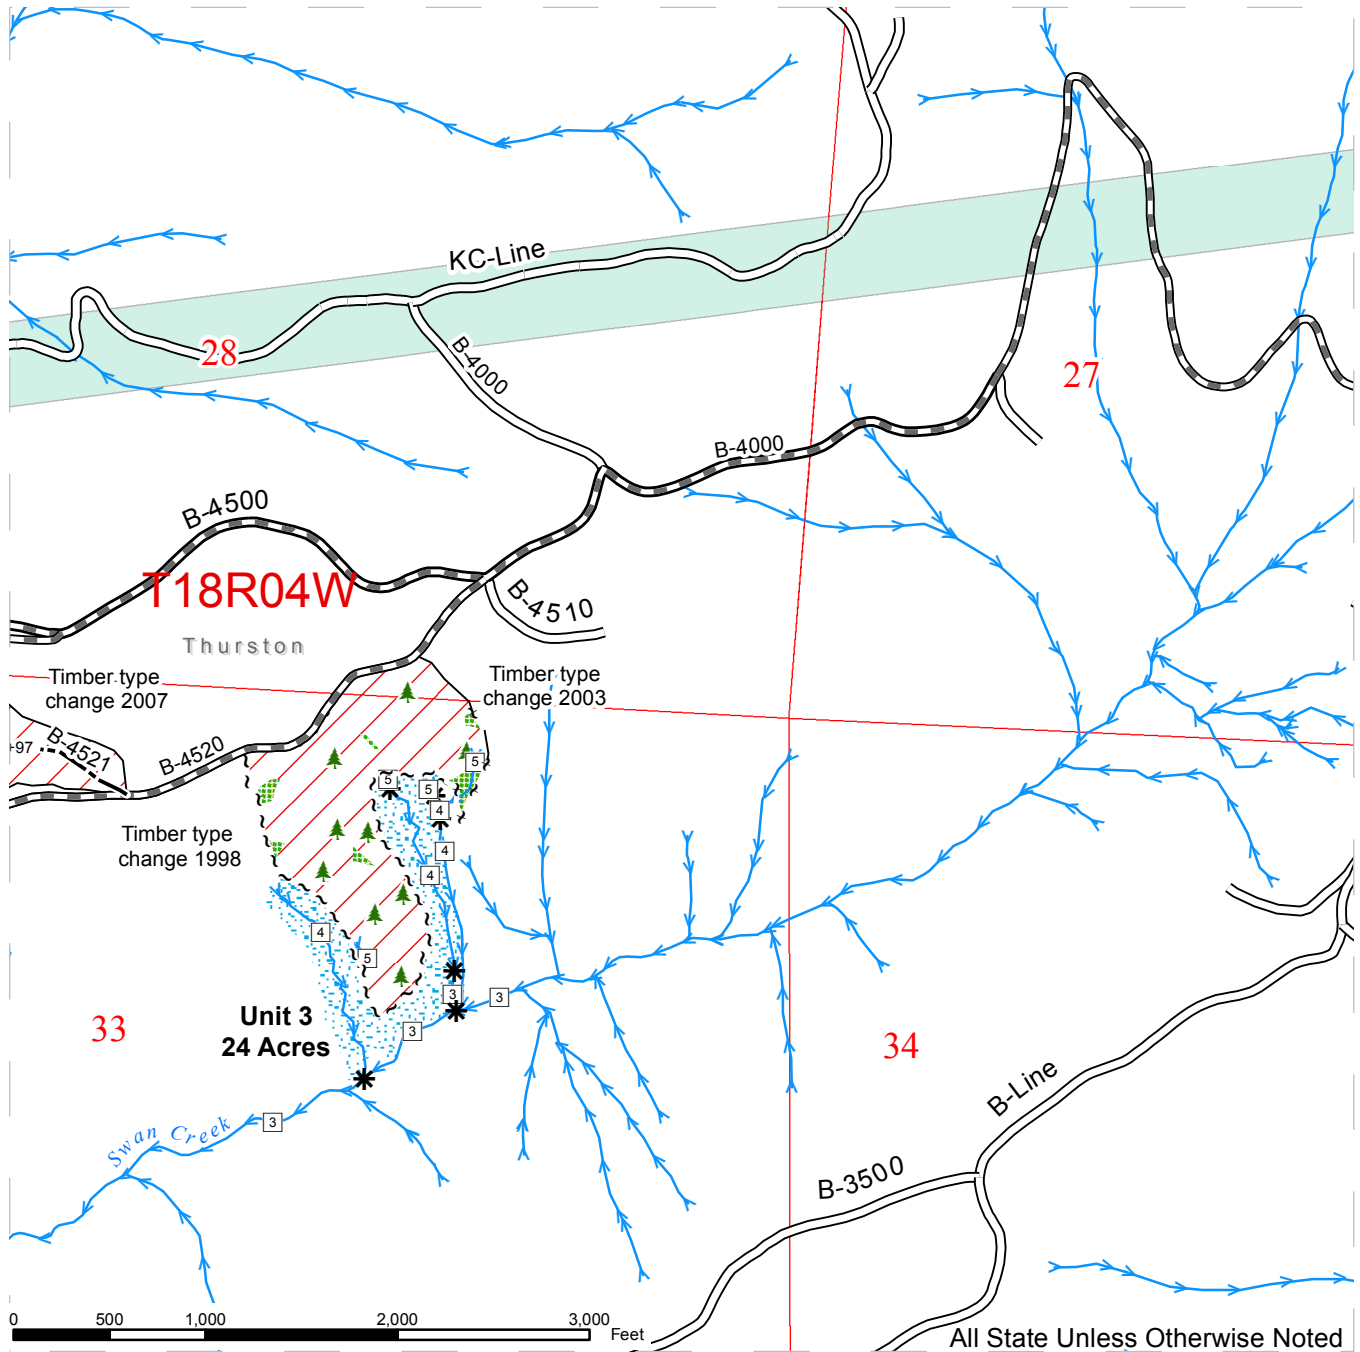 KC-Line
28
B-4000
27
B-4000
B-4500
T18R04W
B-4510
Thurston
Timber type
change 2007
Timber type
change 2003
+97
B-4521
B-4520
5
5
5
4
Timber type
change 1998
4
4
4
5
3
3
3
Unit 3
24 Acres
33
34
3
Swan Creek
B-Line
B-3500
0 500 1,000 2,000 3,000
Feet
All State Unless Otherwise Noted